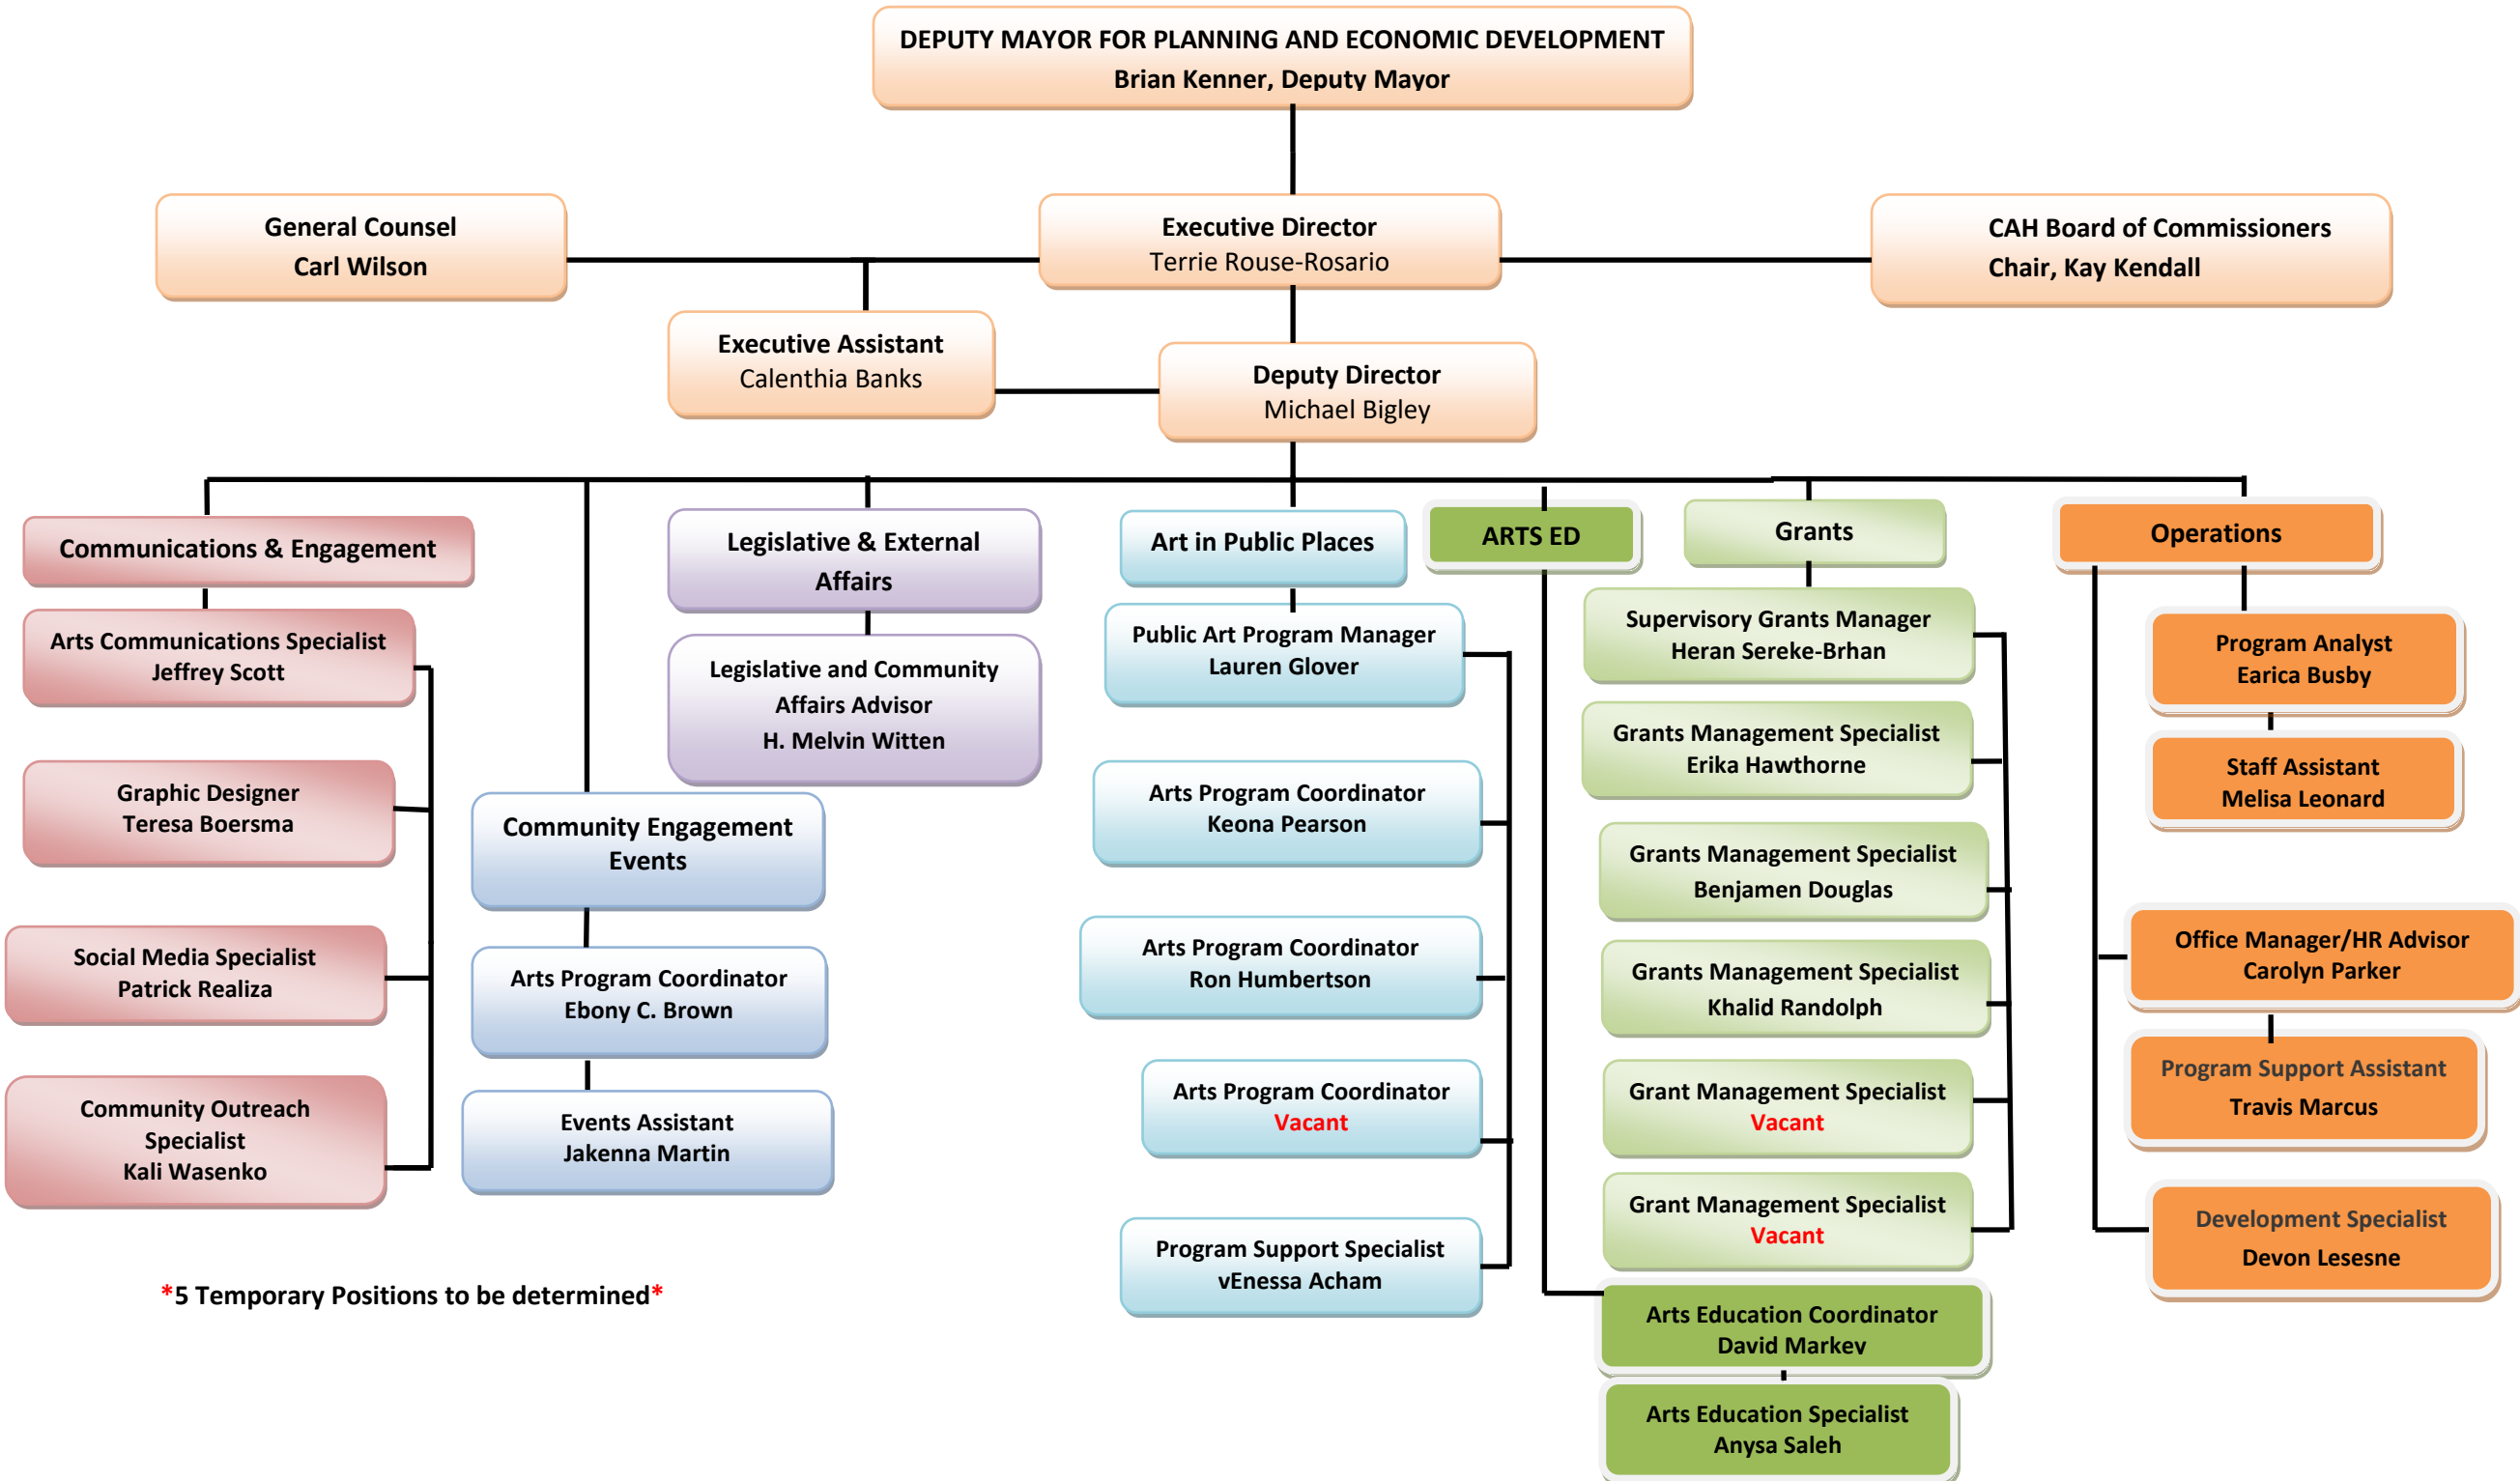 DEPUTY MAYOR FOR PLANNING AND ECONOMIC DEVELOPMENT
Brian Kenner, Deputy Mayor
General Counsel
Carl Wilson
Executive Director
Terrie Rouse-Rosario
CAH Board of Commissioners
Chair, Kay Kendall
Executive Assistant
Calenthia Banks
Deputy Director
Michael Bigley
Communications & Engagement
Arts Communications Specialist
Jeffrey Scott
Graphic Designer
Teresa Boersma
Social Media Specialist
Patrick Realiza
Community Outreach
Specialist
Kali Wasenko
Community Engagement
Events
Arts Program Coordinator
Ebony C. Brown
Events Assistant
Jakenna Martin
Legislative & External
Affairs
Legislative and Community
Affairs Advisor
H. Melvin Witten
Art in Public Places
Public Art Program Manager
Lauren Glover
Arts Program Coordinator
Keona Pearson
Arts Program Coordinator
Ron Humbertson
Arts Program Coordinator
Vacant
Program Support Specialist
vEnessa Acham
ARTS ED
Arts Education Coordinator
David Markey
Arts Education Specialist
Anysa Saleh
Grants
Supervisory Grants Manager
Heran Sereke-Brhan
Grants Management Specialist
Erika Hawthorne
Grants Management Specialist
Benjamen Douglas
Grants Management Specialist
Khalid Randolph
Grant Management Specialist
Vacant
Grant Management Specialist
Vacant
Operations
Program Analyst
Earica Busby
Staff Assistant
Melisa Leonard
Office Manager/HR Advisor
Carolyn Parker
Program Support Assistant
Travis Marcus
Development Specialist
Devon Lesesne
*5 Temporary Positions to be determined*